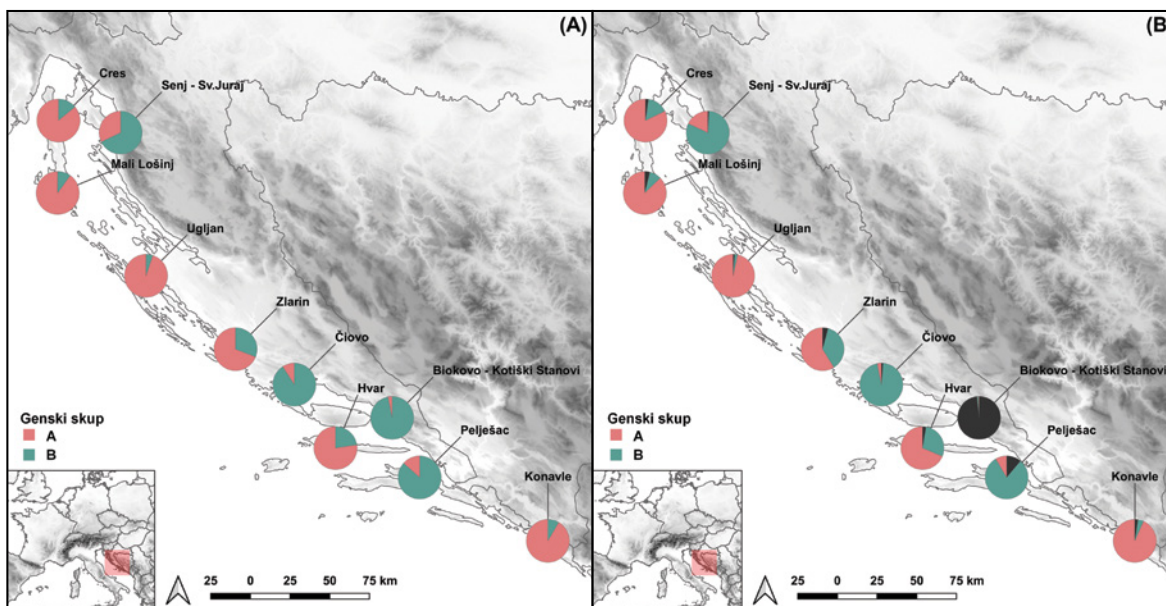 (A)
Cres
Senj - Sv.Juraj
Mali Lošinj
Ugljan
Zlarin
Čiovo
Biokovo - Kotiški Stanovi
Hvar
Pelješac
Konavle
Genski skup
A
B
25 0 25 50 75 km
(B)
Cres
Senj - Sv.Juraj
Mali Lošinj
Ugljan
Zlarin
Čiovo
Biokovo - Kotiški Stanovi
Hvar
Pelješac
Konavle
Genski skup
A
B
25 0 25 50 75 km